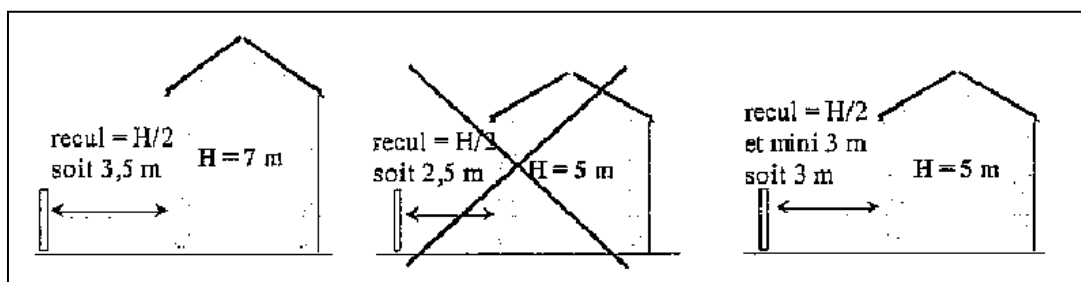 recul = H/2
soit 3,5 m
H = 7 m
recul = H/2
soit 2,5 m
H = 5 m
recul = H/2
et mini 3 m
soit 3 m
H = 5 m